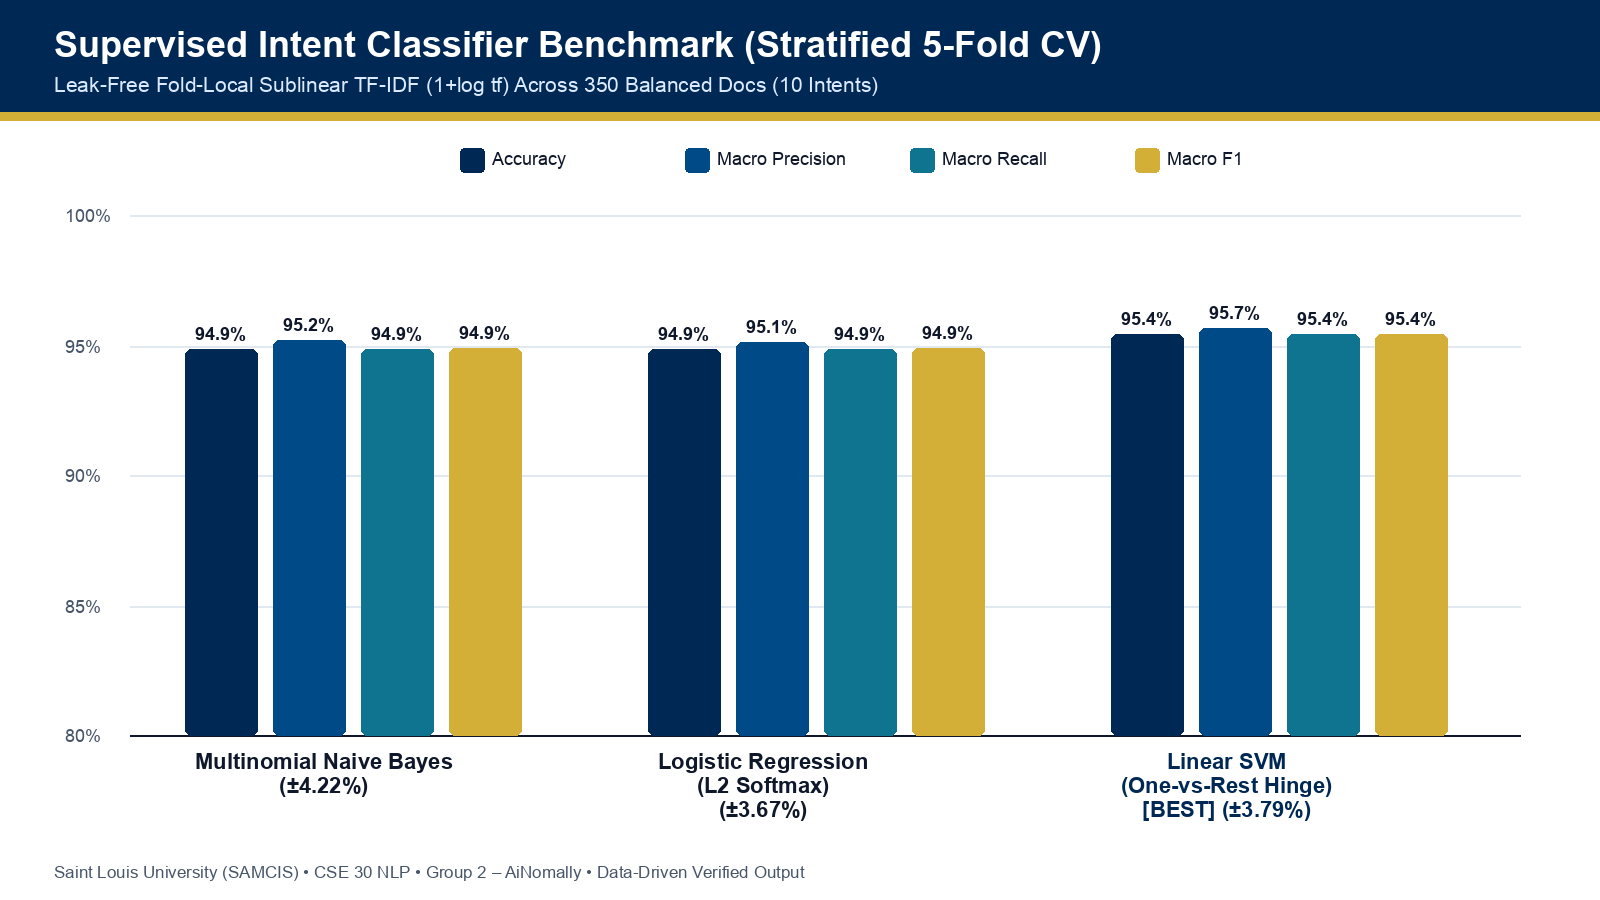 Supervised Intent Classifier Benchmark (Stratified 5-Fold CV)
Leak-Free Fold-Local Sublinear TF-IDF (1+log tf) Across 350 Balanced Docs (10 Intents)
Accuracy
Macro Precision
Macro Recall
Macro F1
100%
95%
90%
85%
80%
94.9%
95.2%
94.9%
94.9%
94.9%
95.1%
94.9%
94.9%
95.4%
95.7%
95.4%
95.4%
Multinomial Naive Bayes
(±4.22%)
Logistic Regression
(L2 Softmax)
(±3.67%)
Linear SVM
(One-vs-Rest Hinge)
[BEST] (±3.79%)
Saint Louis University (SAMCIS) • CSE 30 NLP • Group 2 – AiNomally • Data-Driven Verified Output